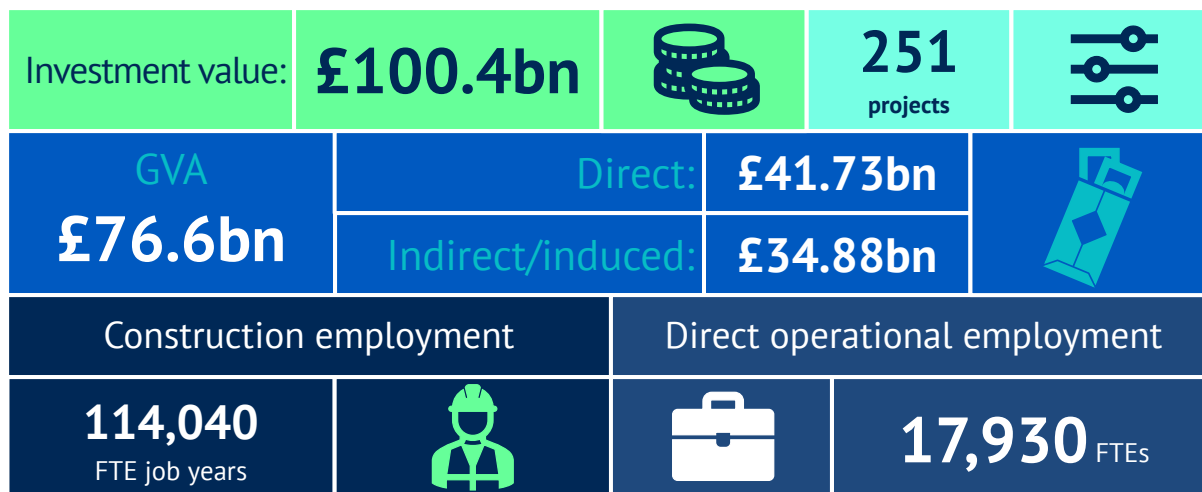 Investment value:
£100.4bn
251
projects
GVA
£76.6bn
Direct:
£41.73bn
Indirect/induced:
£34.88bn
Construction employment
Direct operational employment
114,040
FTE job years
17,930 FTEs